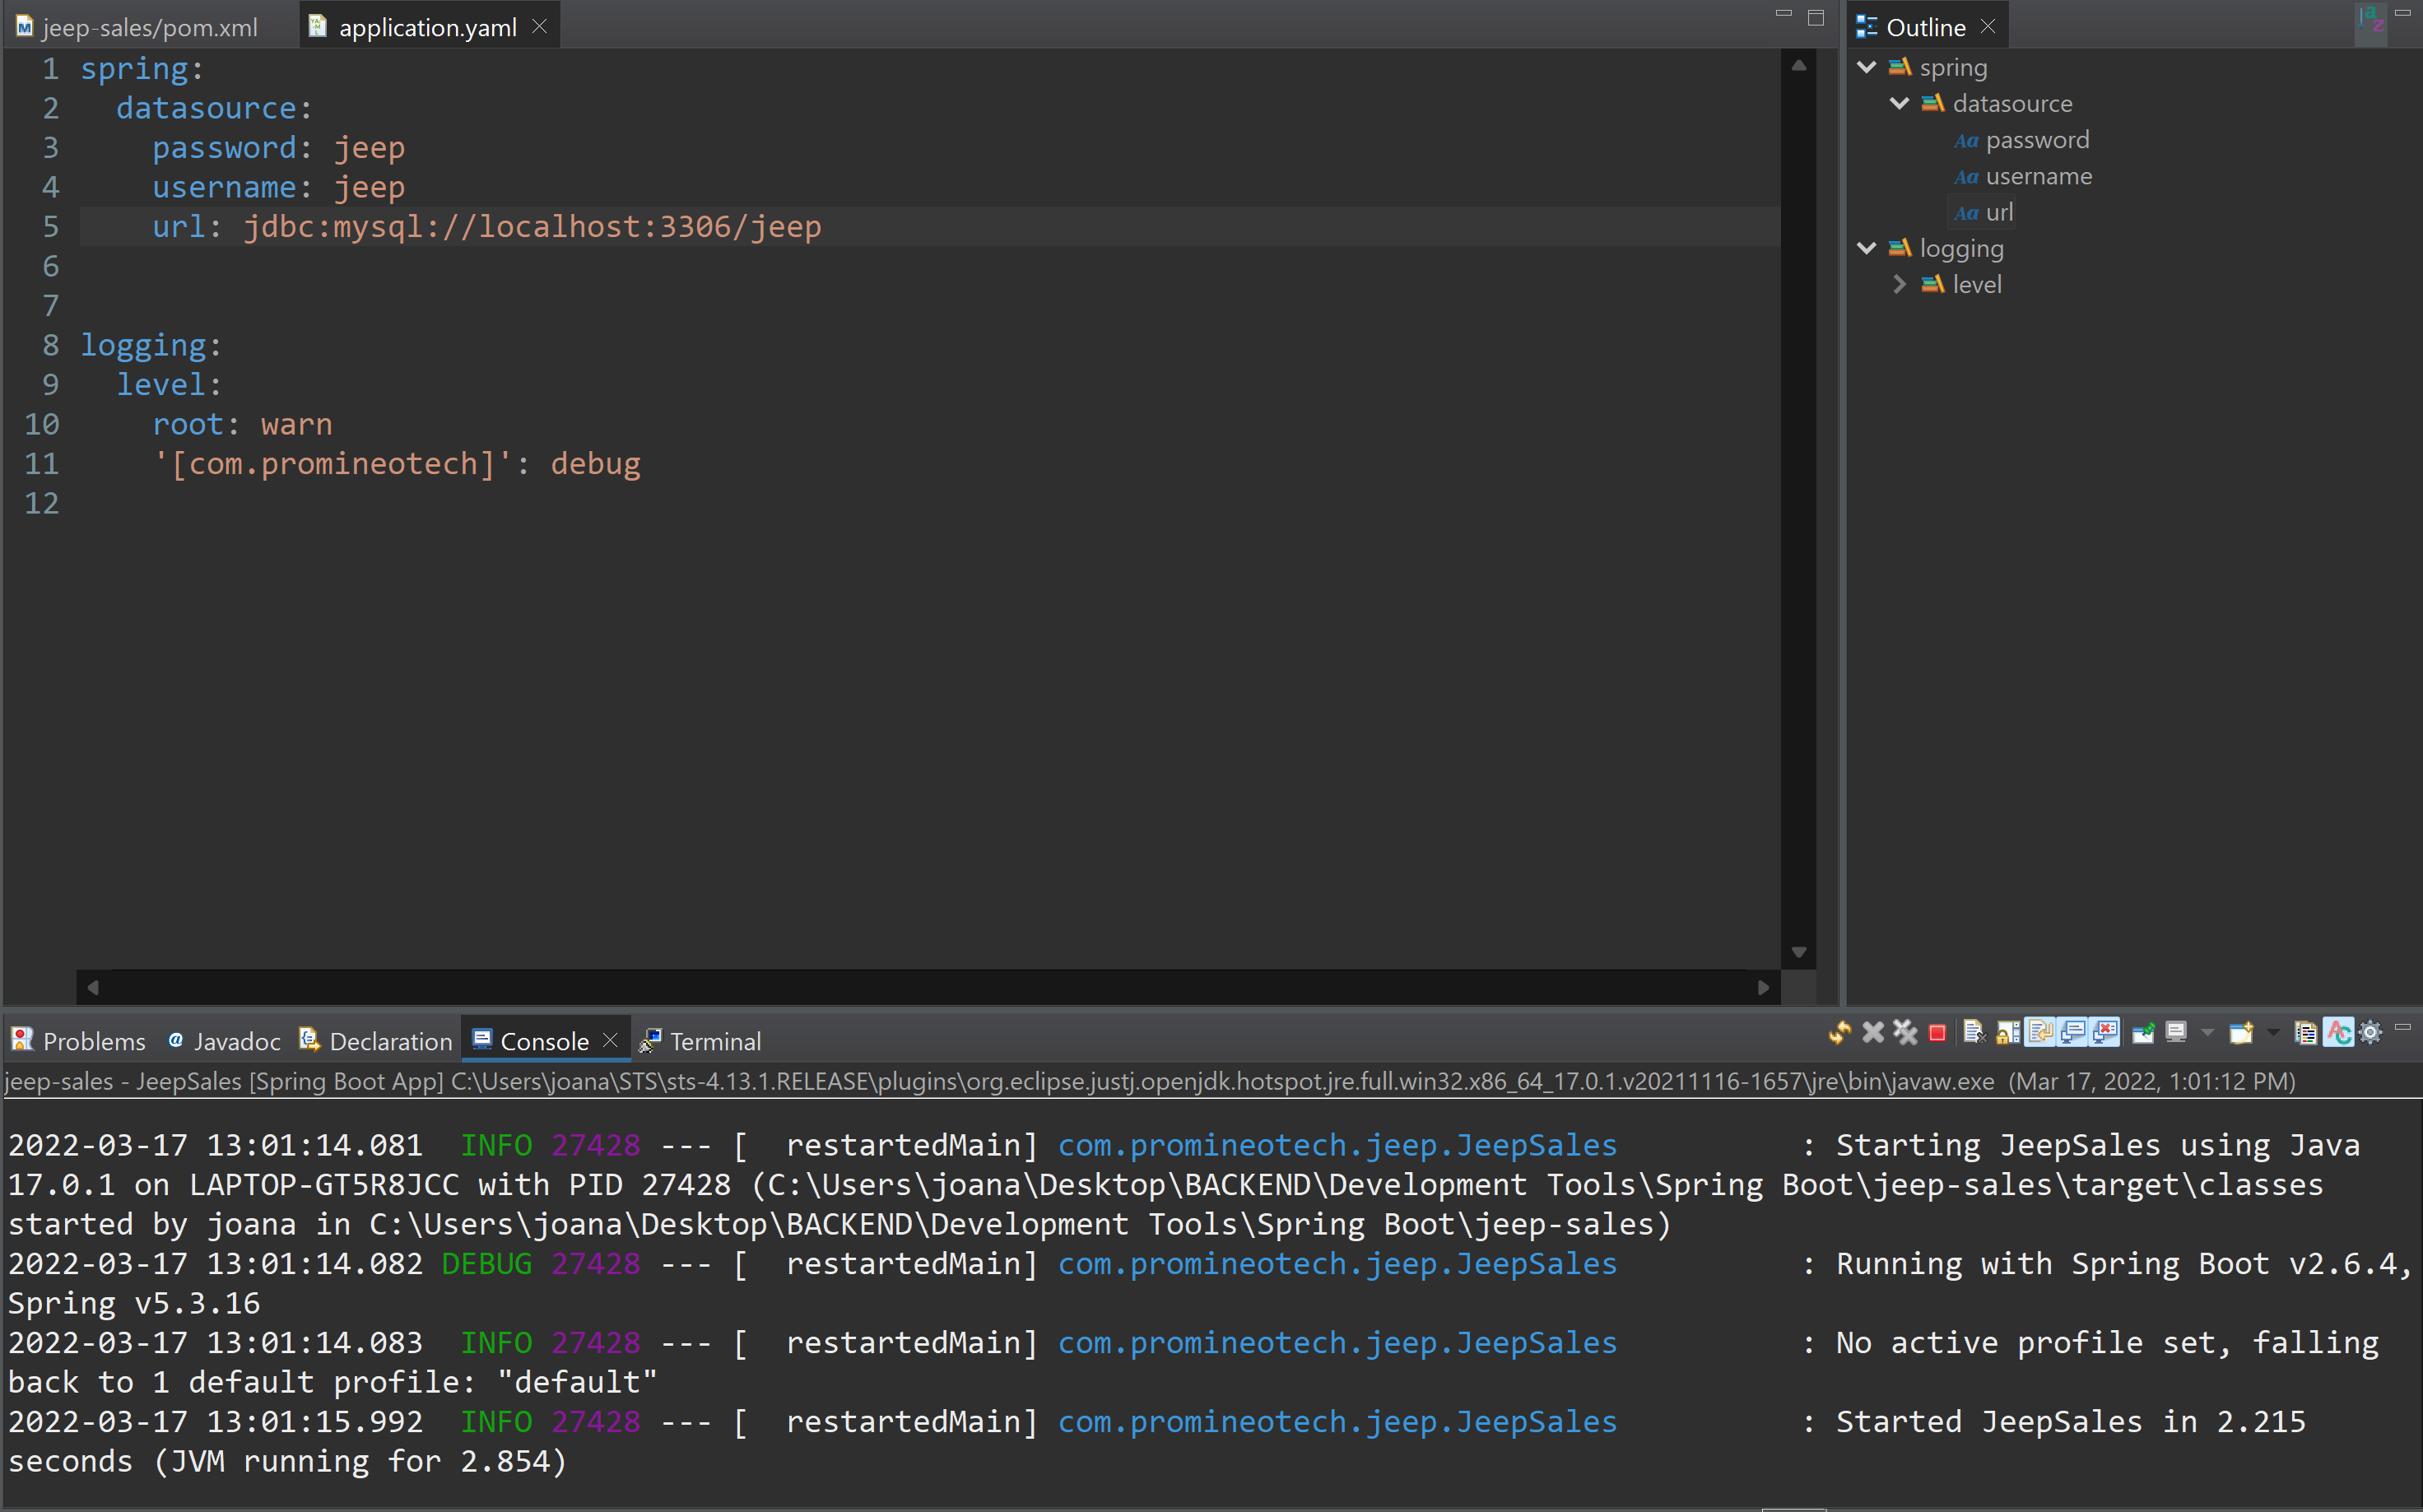 jeep-sales/pom.xml
application.yaml
1 spring:
2   datasource:
3     password: jeep
4     username: jeep
5     url: jdbc:mysql://localhost:3306/jeep
6
7
8 logging:
9   level:
10     root: warn
11     '[com.promineotech]': debug
12
Outline
spring
datasource
Aa password
Aa username
Aa url
logging
level
Problems
@ Javadoc
Declaration
Console
Terminal
jeep-sales - JeepSales [Spring Boot App] C:\Users\joana\STS\sts-4.13.1.RELEASE\plugins\org.eclipse.justj.openjdk.hotspot.jre.full.win32.x86_64_17.0.1.v20211116-1657\jre\bin\javaw.exe (Mar 17, 2022, 1:01:12 PM)
2022-03-17 13:01:14.081  INFO 27428 --- [  restartedMain] com.promineotech.jeep.JeepSales          : Starting JeepSales using Java
17.0.1 on LAPTOP-GT5R8JCC with PID 27428 (C:\Users\joana\Desktop\BACKEND\Development Tools\Spring Boot\jeep-sales\target\classes
started by joana in C:\Users\joana\Desktop\BACKEND\Development Tools\Spring Boot\jeep-sales)
2022-03-17 13:01:14.082 DEBUG 27428 --- [  restartedMain] com.promineotech.jeep.JeepSales          : Running with Spring Boot v2.6.4,
Spring v5.3.16
2022-03-17 13:01:14.083  INFO 27428 --- [  restartedMain] com.promineotech.jeep.JeepSales          : No active profile set, falling
back to 1 default profile: "default"
2022-03-17 13:01:15.992  INFO 27428 --- [  restartedMain] com.promineotech.jeep.JeepSales          : Started JeepSales in 2.215
seconds (JVM running for 2.854)